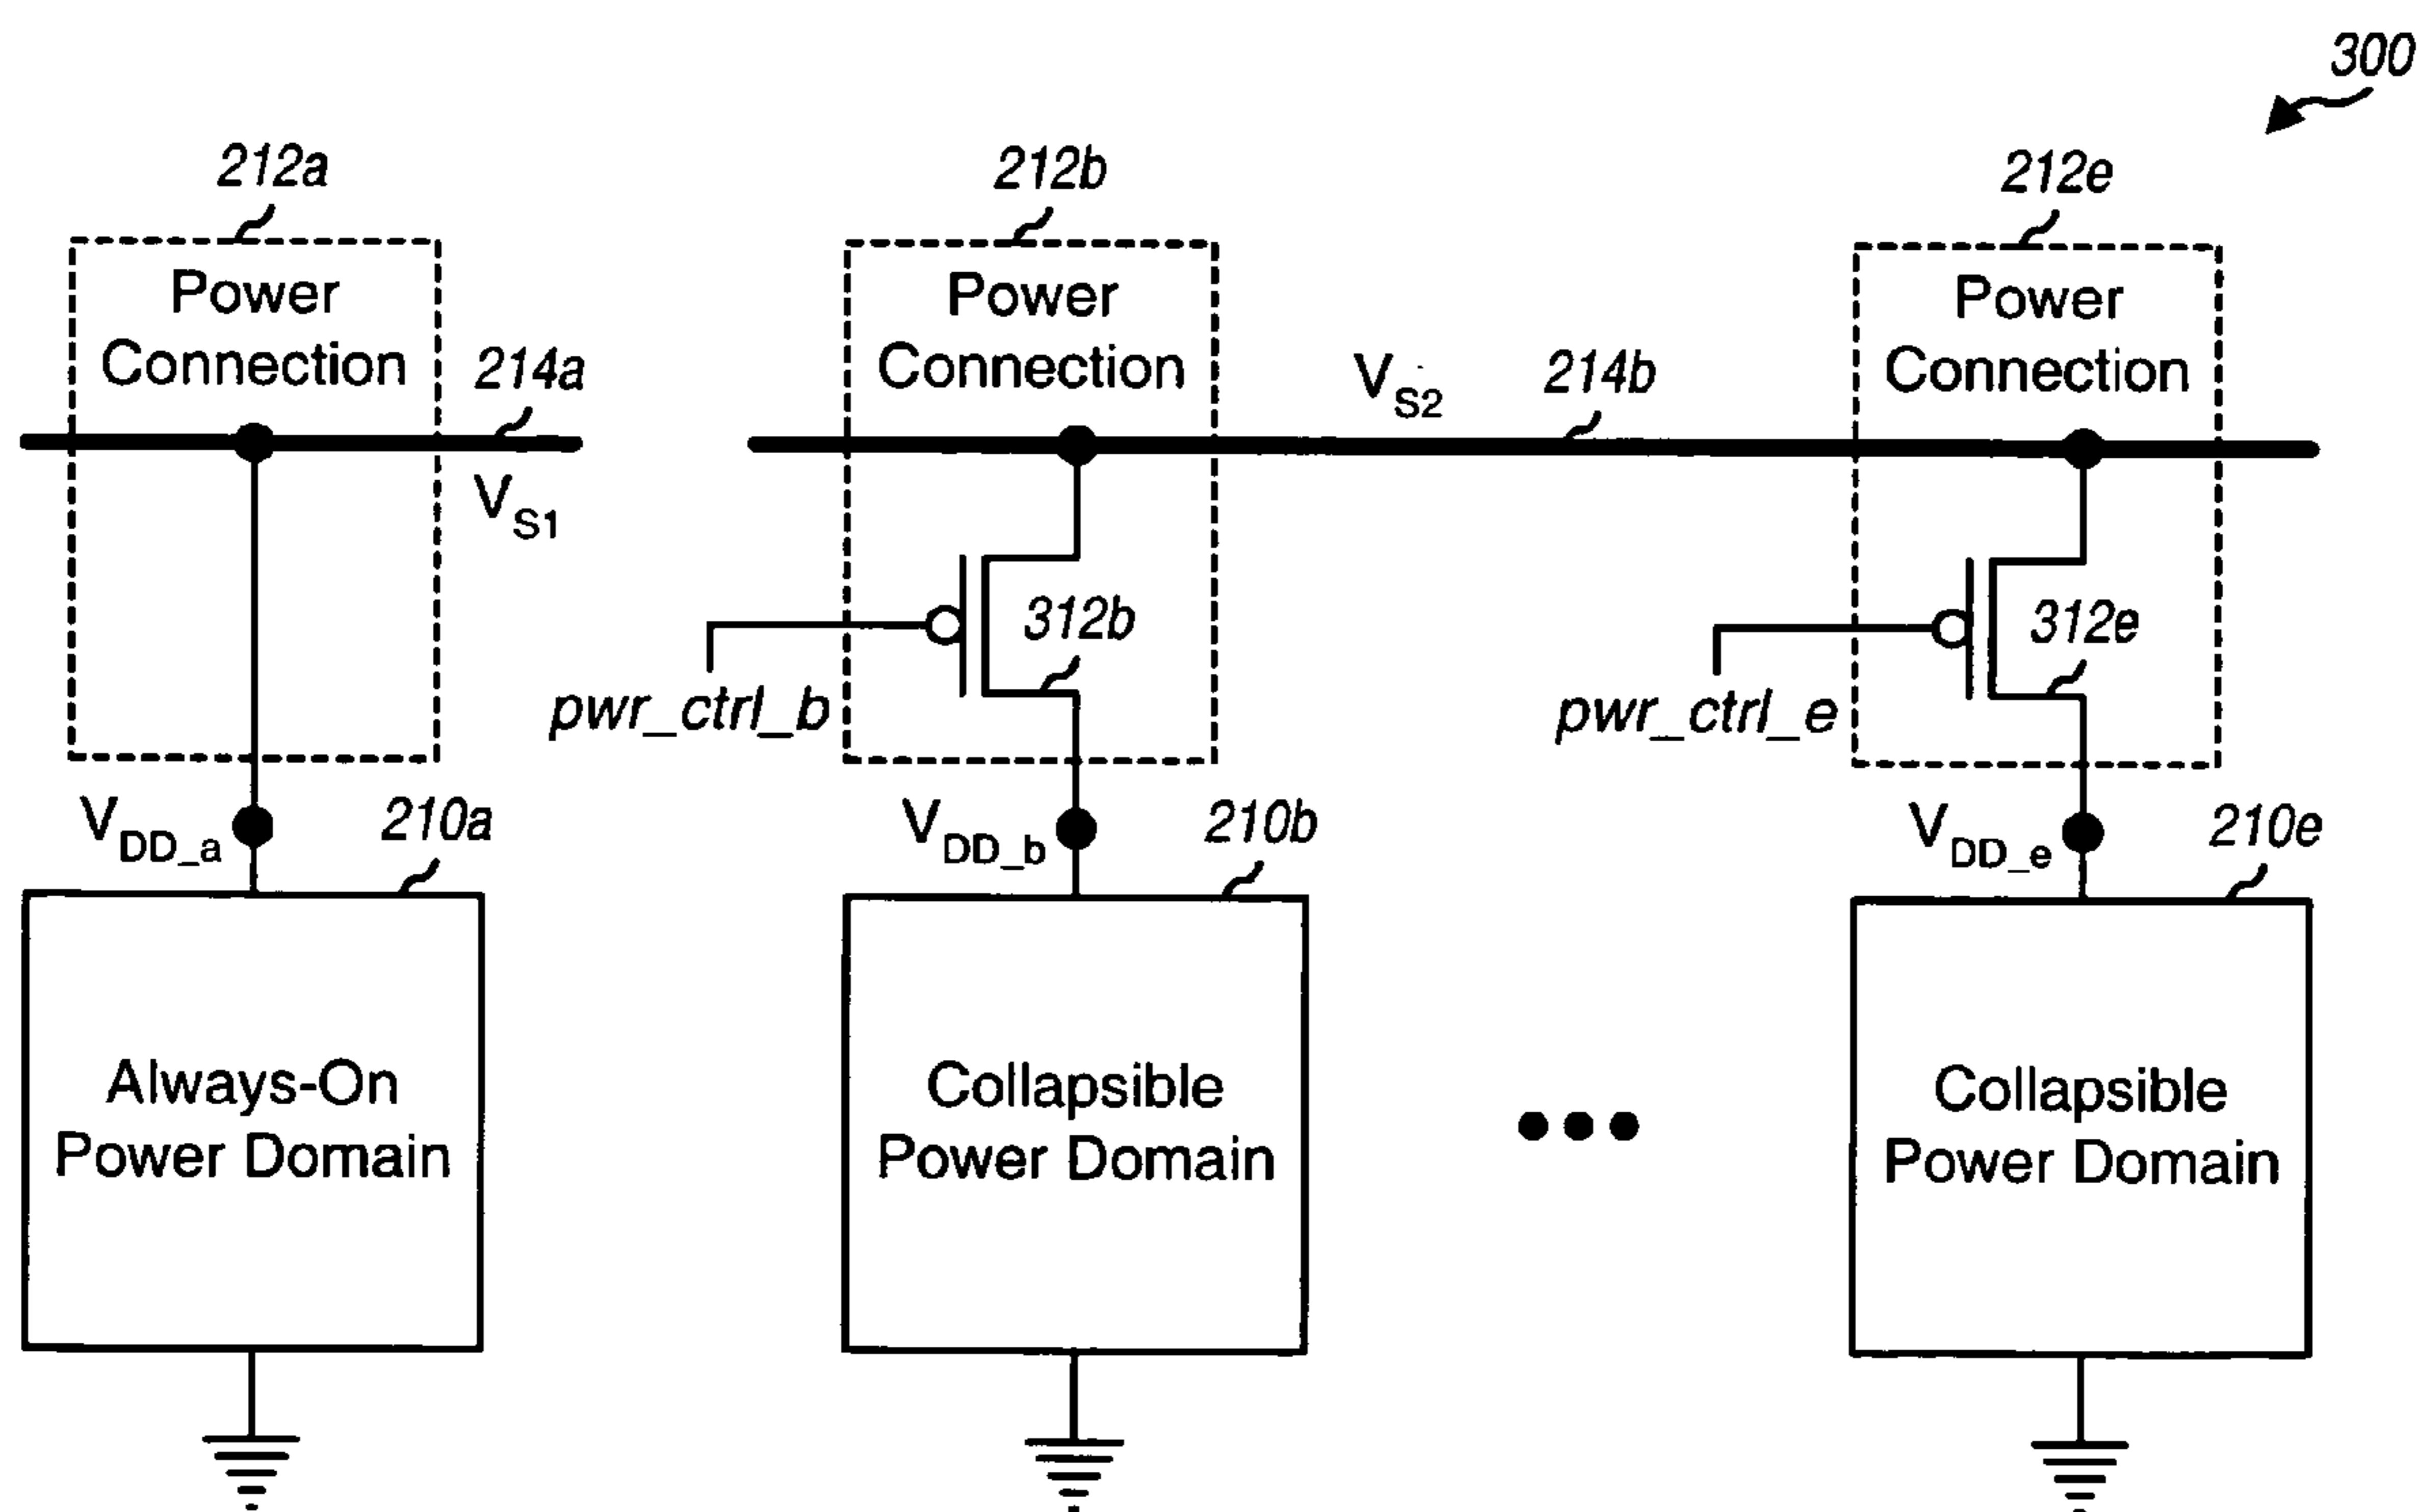 300
212a
212b
212e
Power
Connection
Power
Connection
Power
Connection
214a
VS2
214b
VS1
312b
312e
pwr_ctrl_b
pwr_ctrl_e
VDD_a
210a
VDD_b
210b
VDD_e
210e
Always-On
Power Domain
Collapsible
Power Domain
Collapsible
Power Domain